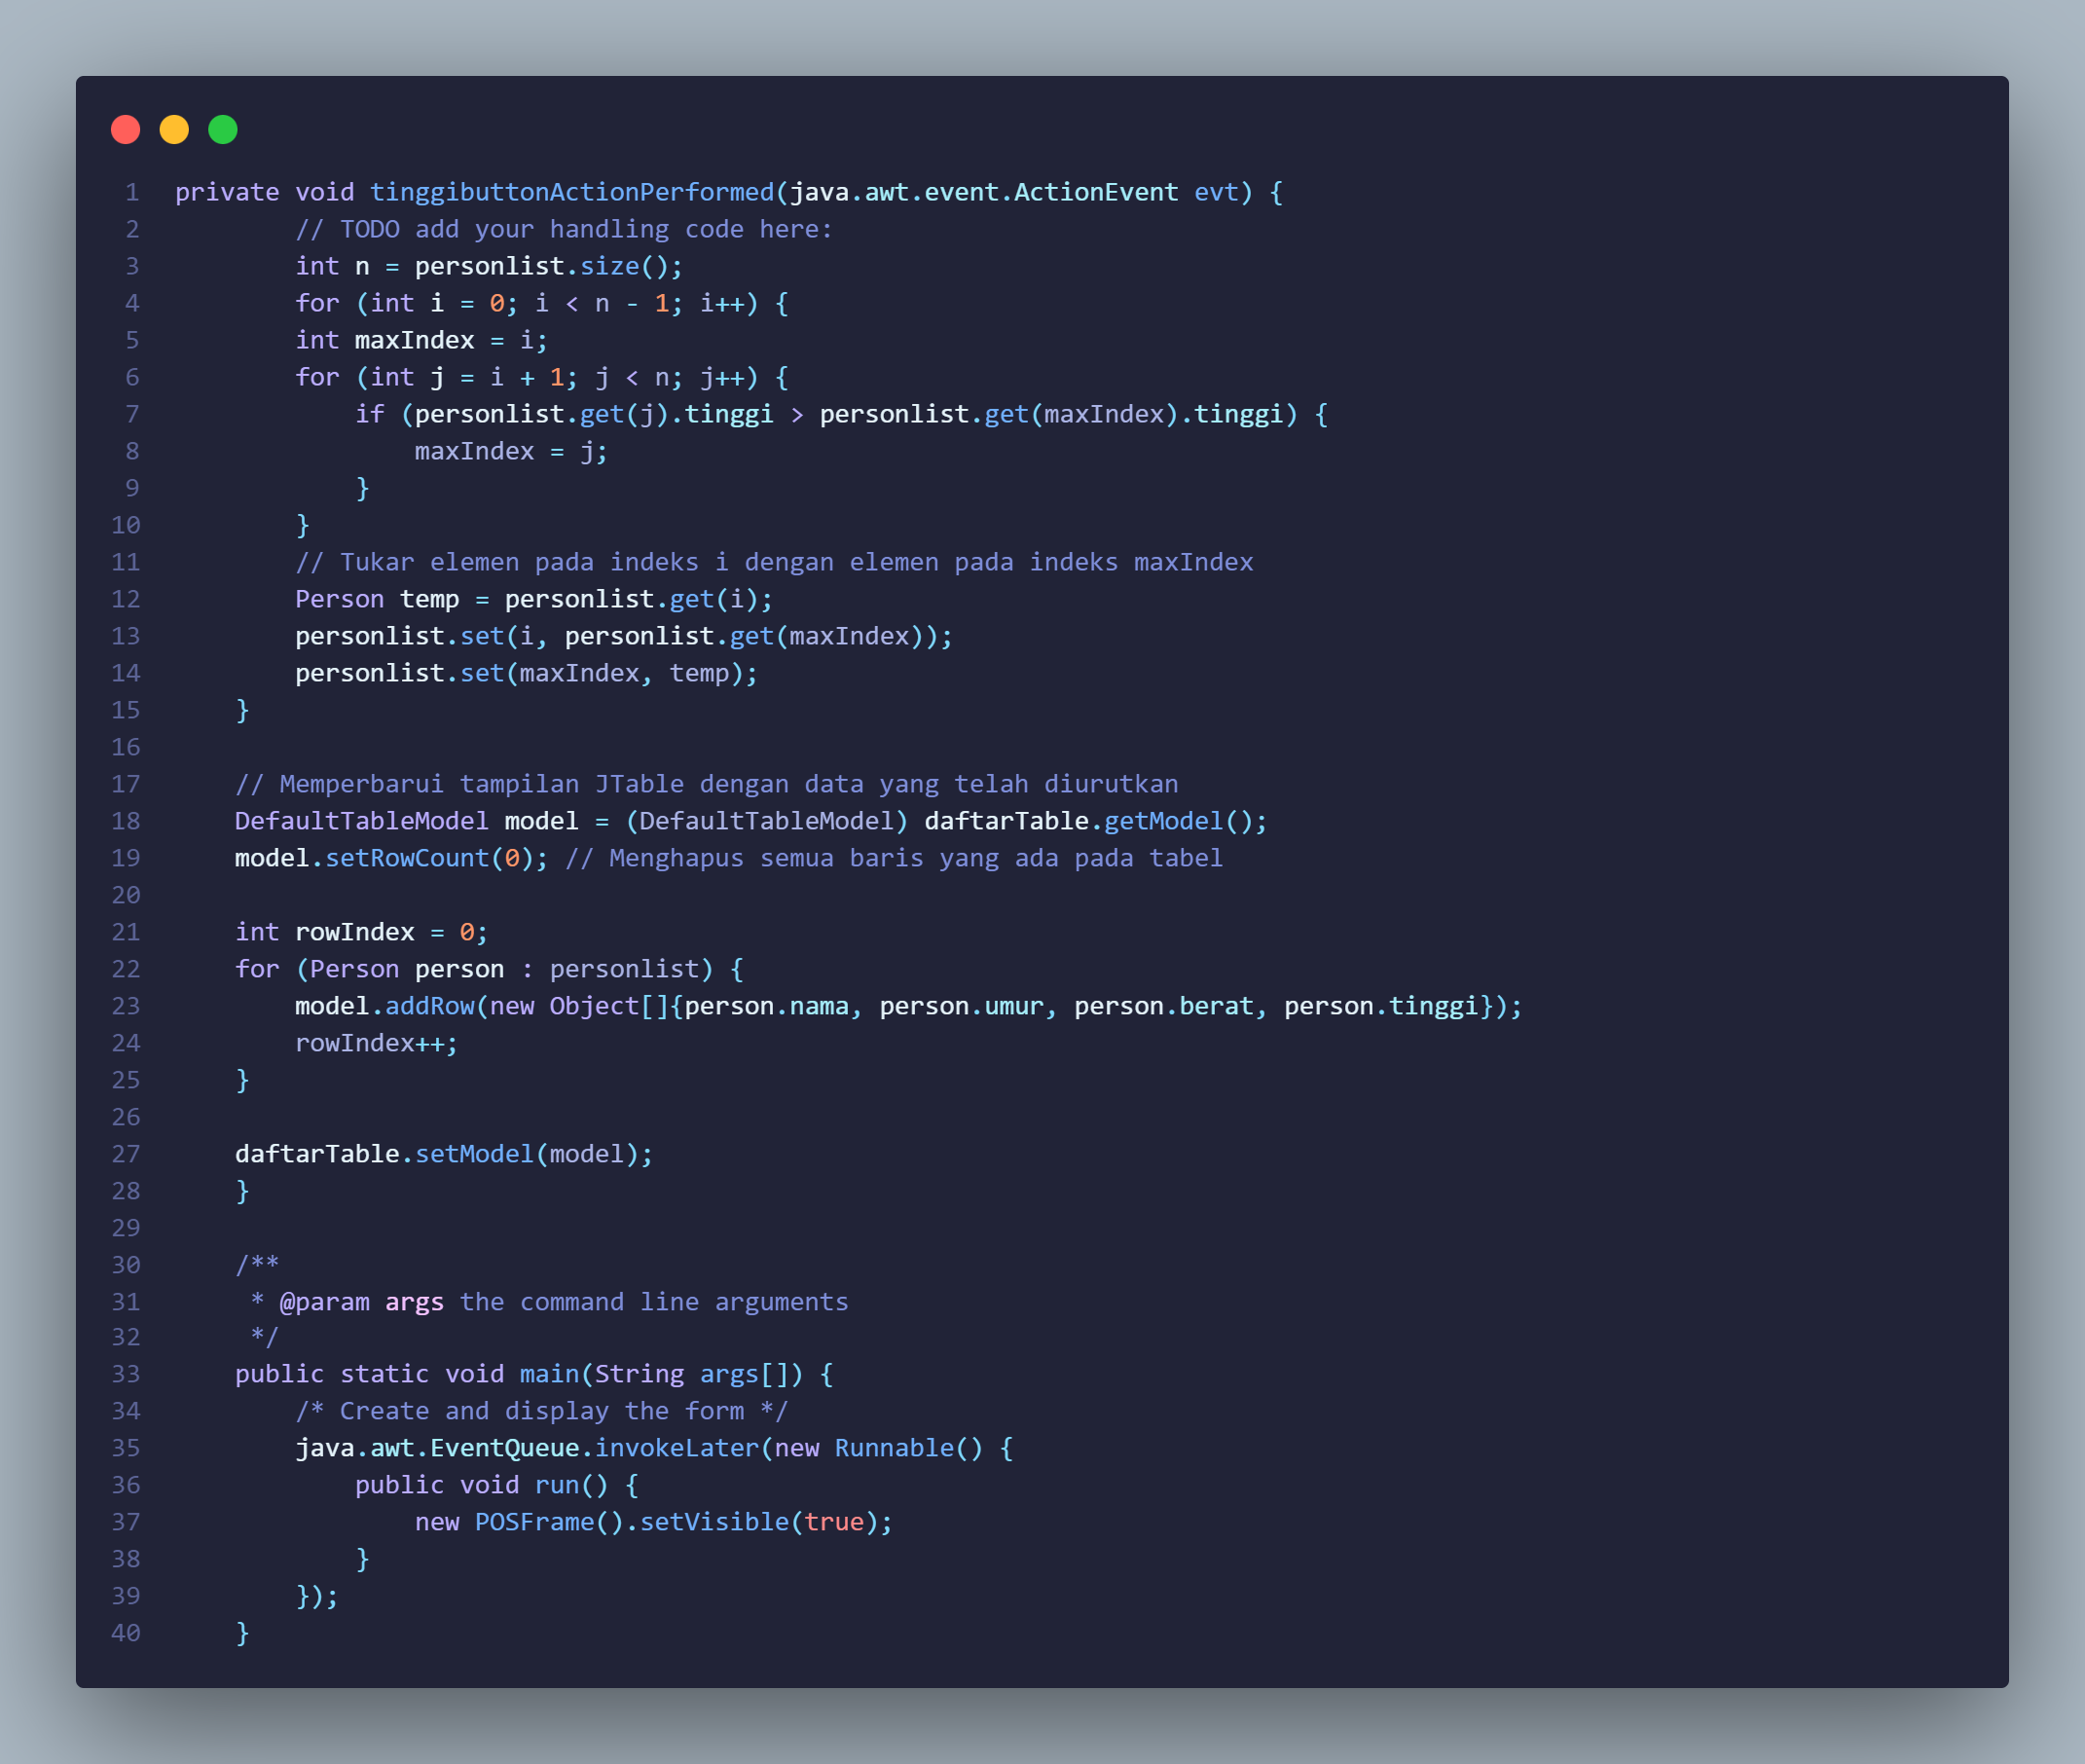 1 private void tinggibuttonActionPerformed(java.awt.event.ActionEvent evt) {
2         // TODO add your handling code here:
3         int n = personlist.size();
4         for (int i = 0; i < n - 1; i++) {
5         int maxIndex = i;
6         for (int j = i + 1; j < n; j++) {
7             if (personlist.get(j).tinggi > personlist.get(maxIndex).tinggi) {
8                 maxIndex = j;
9             }
10         }
11         // Tukar elemen pada indeks i dengan elemen pada indeks maxIndex
12         Person temp = personlist.get(i);
13         personlist.set(i, personlist.get(maxIndex));
14         personlist.set(maxIndex, temp);
15     }
16
17     // Memperbarui tampilan JTable dengan data yang telah diurutkan
18     DefaultTableModel model = (DefaultTableModel) daftarTable.getModel();
19     model.setRowCount(0); // Menghapus semua baris yang ada pada tabel
20
21     int rowIndex = 0;
22     for (Person person : personlist) {
23         model.addRow(new Object[]{person.nama, person.umur, person.berat, person.tinggi});
24         rowIndex++;
25     }
26
27     daftarTable.setModel(model);
28     }
29
30     /**
31      * @param args the command line arguments
32      */
33     public static void main(String args[]) {
34         /* Create and display the form */
35         java.awt.EventQueue.invokeLater(new Runnable() {
36             public void run() {
37                 new POSFrame().setVisible(true);
38             }
39         });
40     }